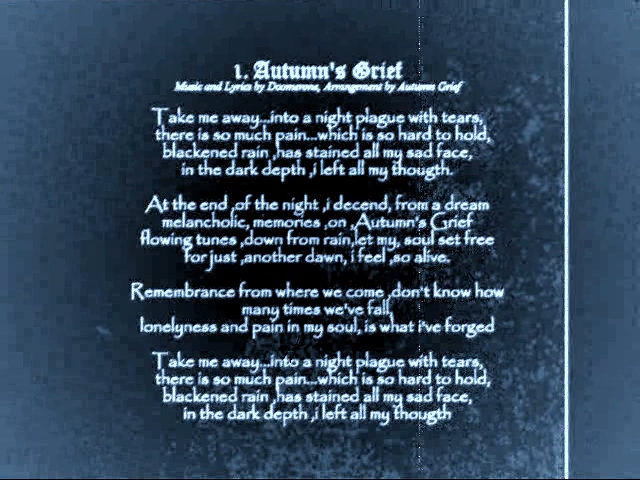 1. Autumn's Grief
Music and Lyrics by Doomarenna, Arrangement by Autumn Grief
Take me away...into a night plague with tears,
there is so much pain...which is so hard to hold,
blackened rain ,has stained all my sad face,
in the dark depth ,i left all my thougth.
At the end ,of the night ,i decend, from a dream
melancholic, memories ,on ,Autumn's Grief
flowing tunes ,down from rain,let my, soul set free
for just ,another dawn, i feel ,so alive.
Remembrance from where we come ,don't know how
many times we've fall,
lonelyness and pain in my soul, is what i've forged
Take me away...into a night plague with tears,
there is so much pain...which is so hard to hold,
blackened rain ,has stained all my sad face,
in the dark depth ,i left all my thougth